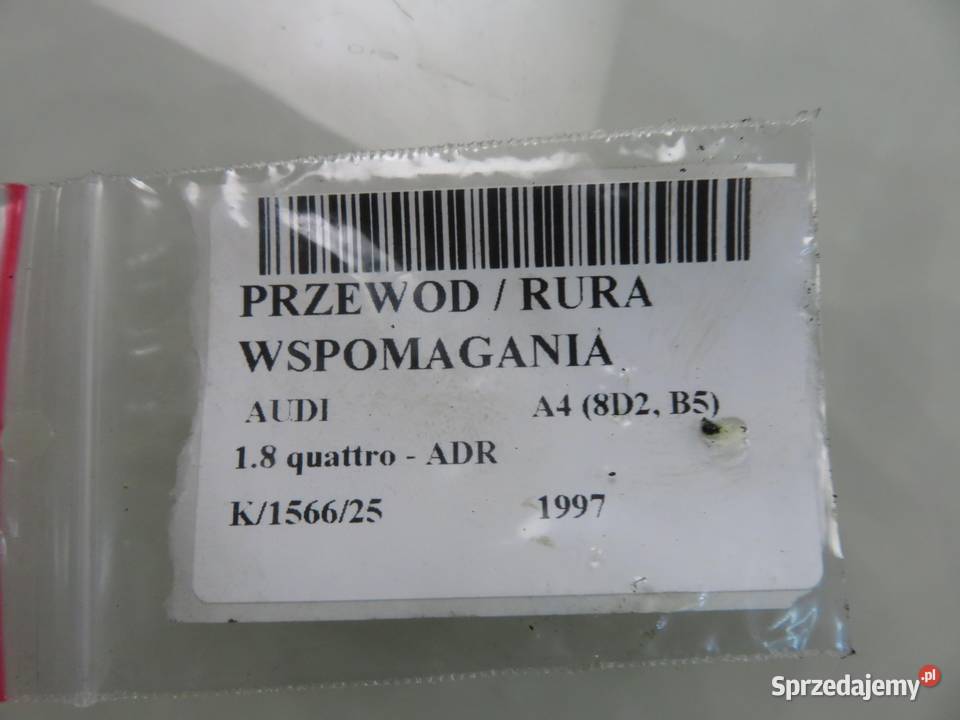 PRZEWOD / RURA
WSPOMAGANIA
AUDI A4 (8D2, B5)
1.8 quattro - ADR
K/1566/25 1997
Sprzedajemy.pl